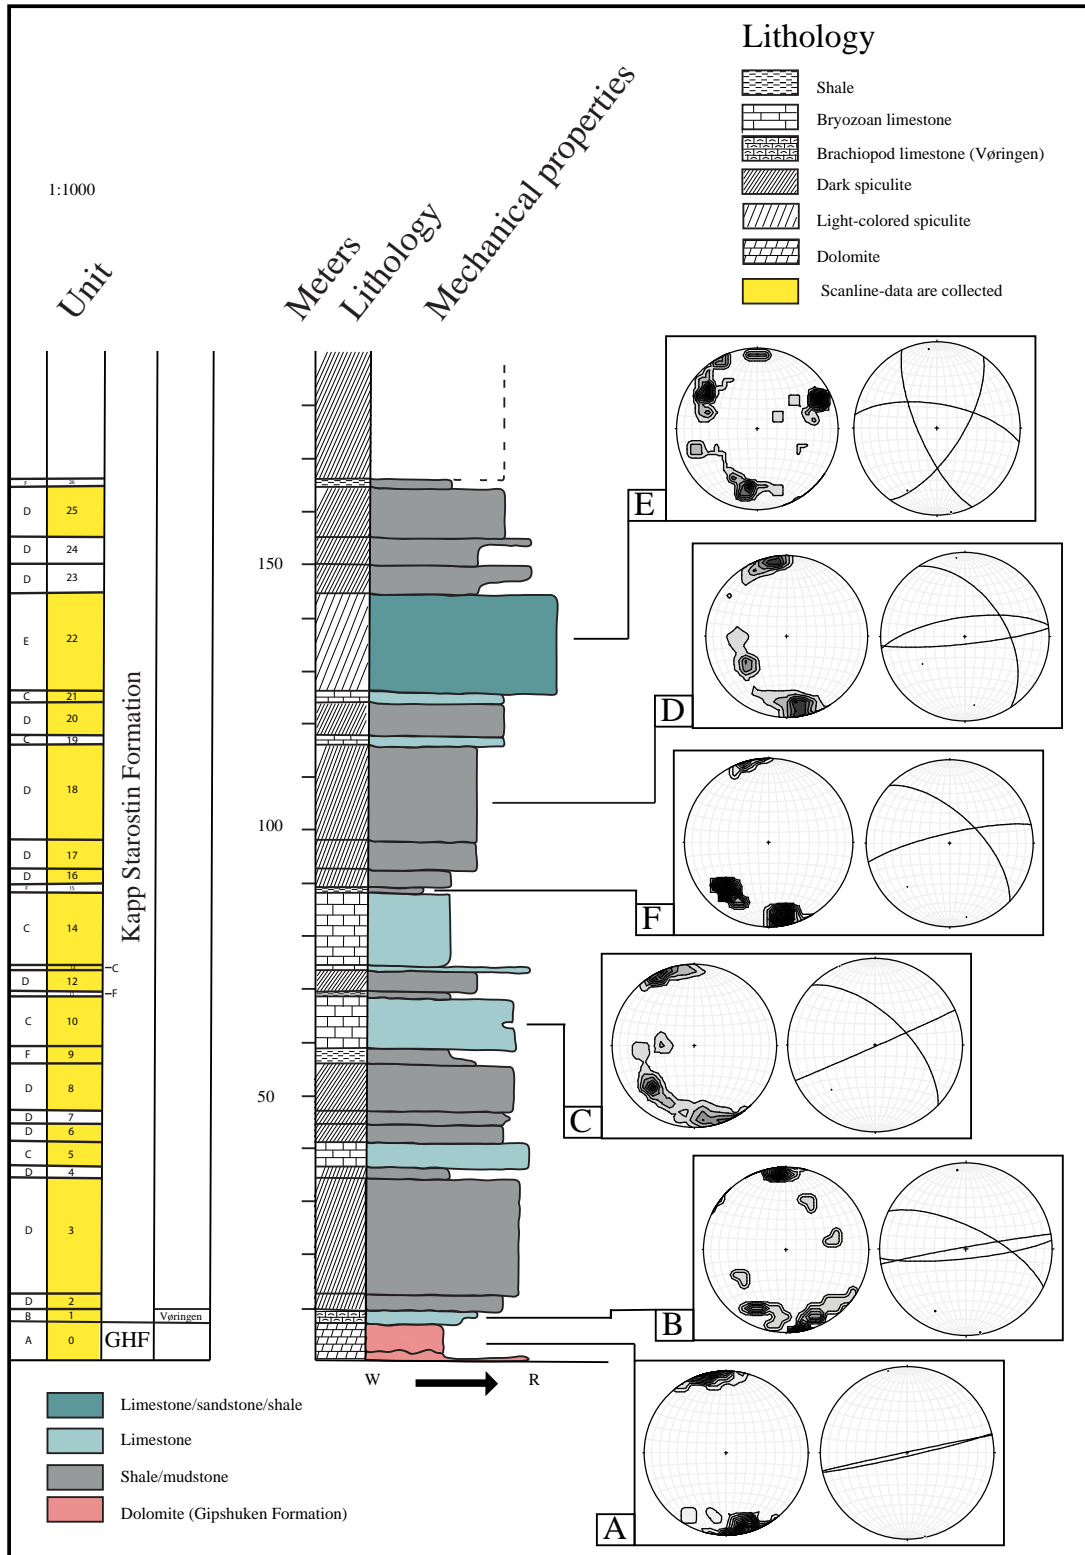 Lithology
Shale
Bryozoan limestone
Brachiopod limestone (Vøringen)
Dark spiculite
Light-colored spiculite
Dolomite
Scanline-data are collected
1:1000
Unit
Meters
Lithology
Mechanical properties
F 26
D 25
D 24
D 23
E 22
C 21
D 20
C 19
D 18
D 17
D 16
F 15
C 14
C
D 12
F
C 10
F 9
D 8
D 7
D 6
C 5
D 4
D 3
D 2
B 1 Vøringen
A 0 GHF
Kapp Starostin Formation
150
100
50
W R
E
D
F
C
B
A
Limestone/sandstone/shale
Limestone
Shale/mudstone
Dolomite (Gipshuken Formation)